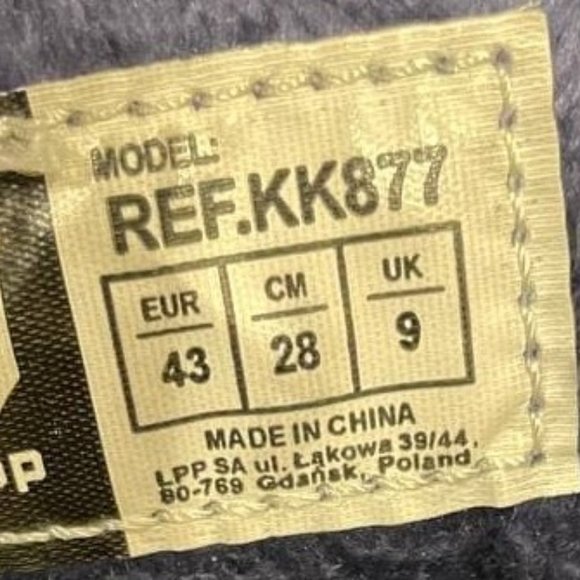 MODEL:
REF.KK877
EUR CM UK
43 28 9
MADE IN CHINA
LPP SA ul. Łąkowa 39/44,
80-769 Gdańsk, Poland